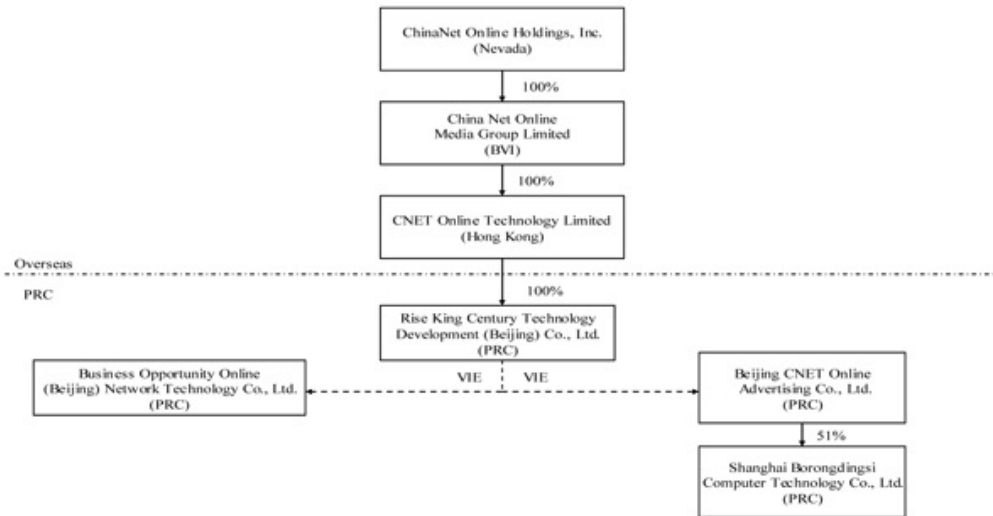 ChinaNet Online Holdings, Inc.
(Nevada)
100%
China Net Online
Media Group Limited
(BVI)
100%
CNET Online Technology Limited
(Hong Kong)
Overseas
PRC
100%
Rise King Century Technology
Development (Beijing) Co., Ltd.
(PRC)
VIE
VIE
Business Opportunity Online
(Beijing) Network Technology Co., Ltd.
(PRC)
Beijing CNET Online
Advertising Co., Ltd.
(PRC)
51%
Shanghai Borongdingsi
Computer Technology Co., Ltd.
(PRC)